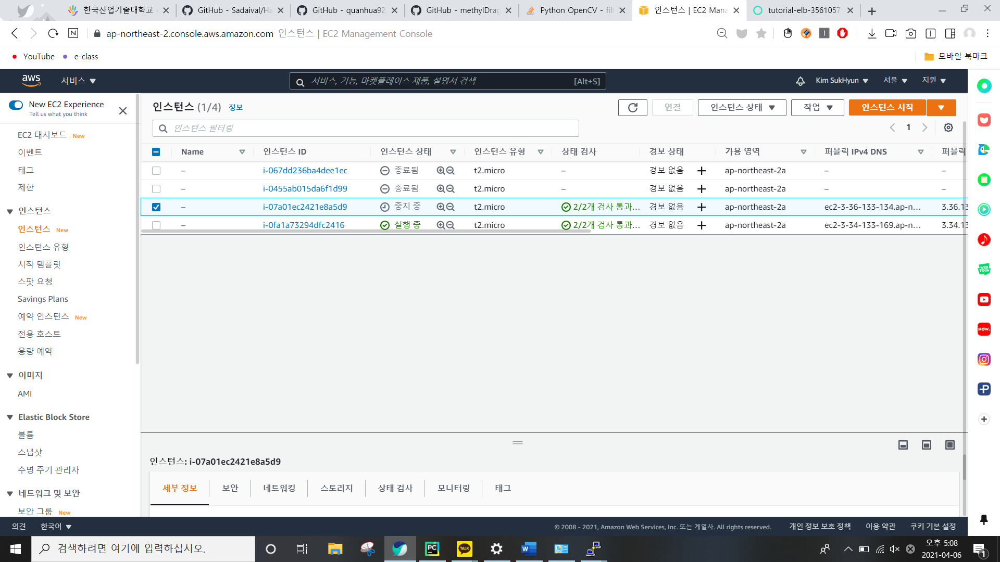 한국산업기술대학교
GitHub - Sadaival/Ha
GitHub - quanhua92
GitHub - methylDrag
Python OpenCV - filt
인스턴스 | EC2 Mana
tutorial-elb-3561057
ap-northeast-2.console.aws.amazon.com 인스턴스 | EC2 Management Console
YouTube
e-class
모바일 북마크
aws
서비스
서비스, 기능, 마켓플레이스 제품, 설명서 검색 [Alt+S]
Kim SukHyun
서울
지원
New EC2 Experience
Tell us what you think
EC2 대시보드 New
이벤트
태그
제한
인스턴스
인스턴스 New
인스턴스 유형
시작 템플릿
스팟 요청
Savings Plans
예약 인스턴스 New
전용 호스트
용량 예약
이미지
AMI
Elastic Block Store
볼륨
스냅샷
수명 주기 관리자
네트워크 및 보안
보안 그룹 New
인스턴스 (1/4) 정보
연결
인스턴스 상태
작업
인스턴스 시작
인스턴스 필터링
1
Name 인스턴스 ID 인스턴스 상태 인스턴스 유형 상태 검사 경보 상태 가용 영역 퍼블릭 IPv4 DNS 퍼블릭
– i-067dd236ba4dee1ec 종료됨 t2.micro – 경보 없음 + ap-northeast-2a – –
– i-0455ab015da6f1d99 종료됨 t2.micro – 경보 없음 + ap-northeast-2a – –
– i-07a01ec2421e8a5d9 중지 중 t2.micro 2/2개 검사 통과... 경보 없음 + ap-northeast-2a ec2-3-36-133-134.ap-n... 3.36.13
– i-0fa1a73294dfc2416 실행 중 t2.micro 2/2개 검사 통과... 경보 없음 + ap-northeast-2a ec2-3-34-133-169.ap-n... 3.34.13
인스턴스: i-07a01ec2421e8a5d9
세부 정보
보안
네트워킹
스토리지
상태 검사
모니터링
태그
의견
한국어
© 2008 - 2021, Amazon Web Services, Inc. 또는 계열사. All rights reserved.
개인 정보 보호 정책
이용 약관
쿠키 기본 설정
WEB
TOON
NOW.
검색하려면 여기에 입력하십시오.
PC
TALK
W
오후 5:08
2021-04-06
1